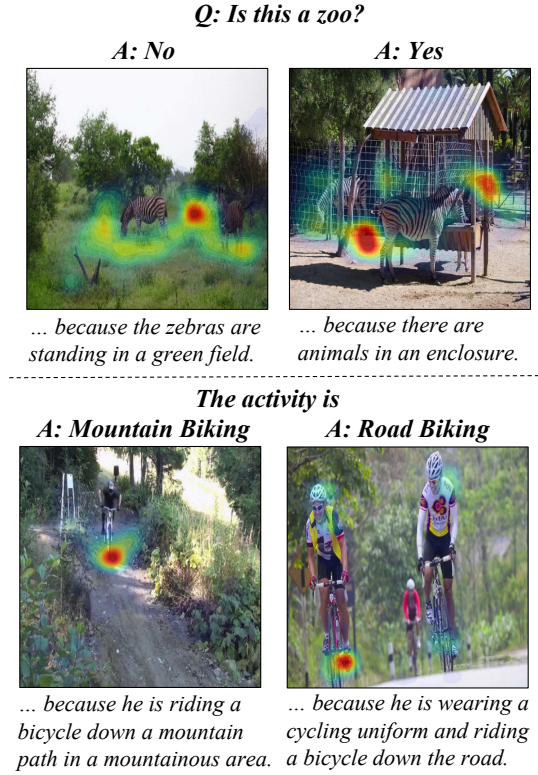 Q: Is this a zoo?
A: No
A: Yes
... because the zebras are
standing in a green field.
... because there are
animals in an enclosure.
The activity is
A: Mountain Biking
A: Road Biking
... because he is riding a
bicycle down a mountain
path in a mountainous area.
... because he is wearing a
cycling uniform and riding
a bicycle down the road.